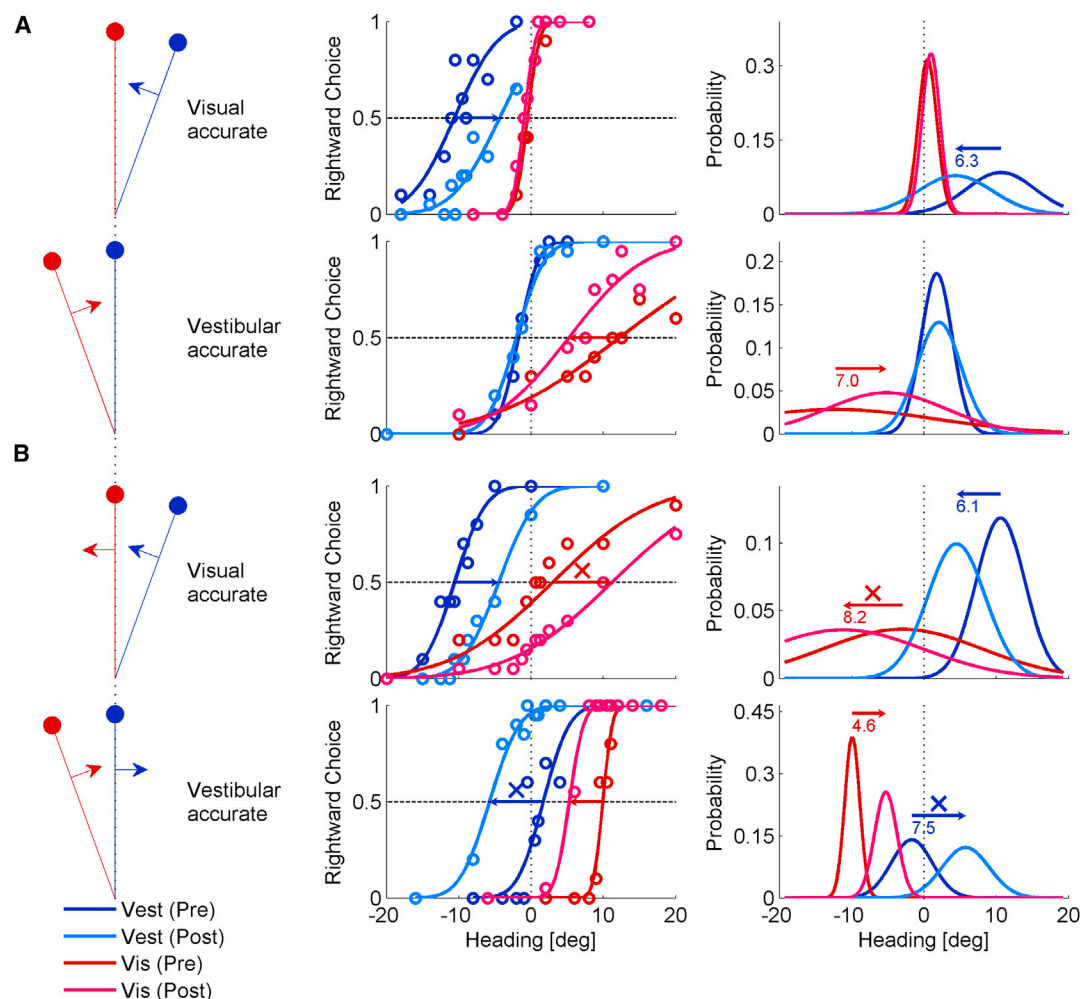 A
Visual
accurate
Rightward Choice
1
0.5
0
Probability
0.3
0.15
0
6.3
Vestibular
accurate
Rightward Choice
1
0.5
0
Probability
0.2
0.15
0.1
0.05
0
7.0
B
Visual
accurate
Rightward Choice
1
0.5
0
Probability
0.1
0.05
0
6.1
8.2
Vestibular
accurate
Rightward Choice
1
0.5
0
-20 -10 0 10 20
Heading [deg]
Probability
0.45
0.3
0.15
0
4.6
7.5
-20 -10 0 10 20
Heading [deg]
Vest (Pre)
Vest (Post)
Vis (Pre)
Vis (Post)